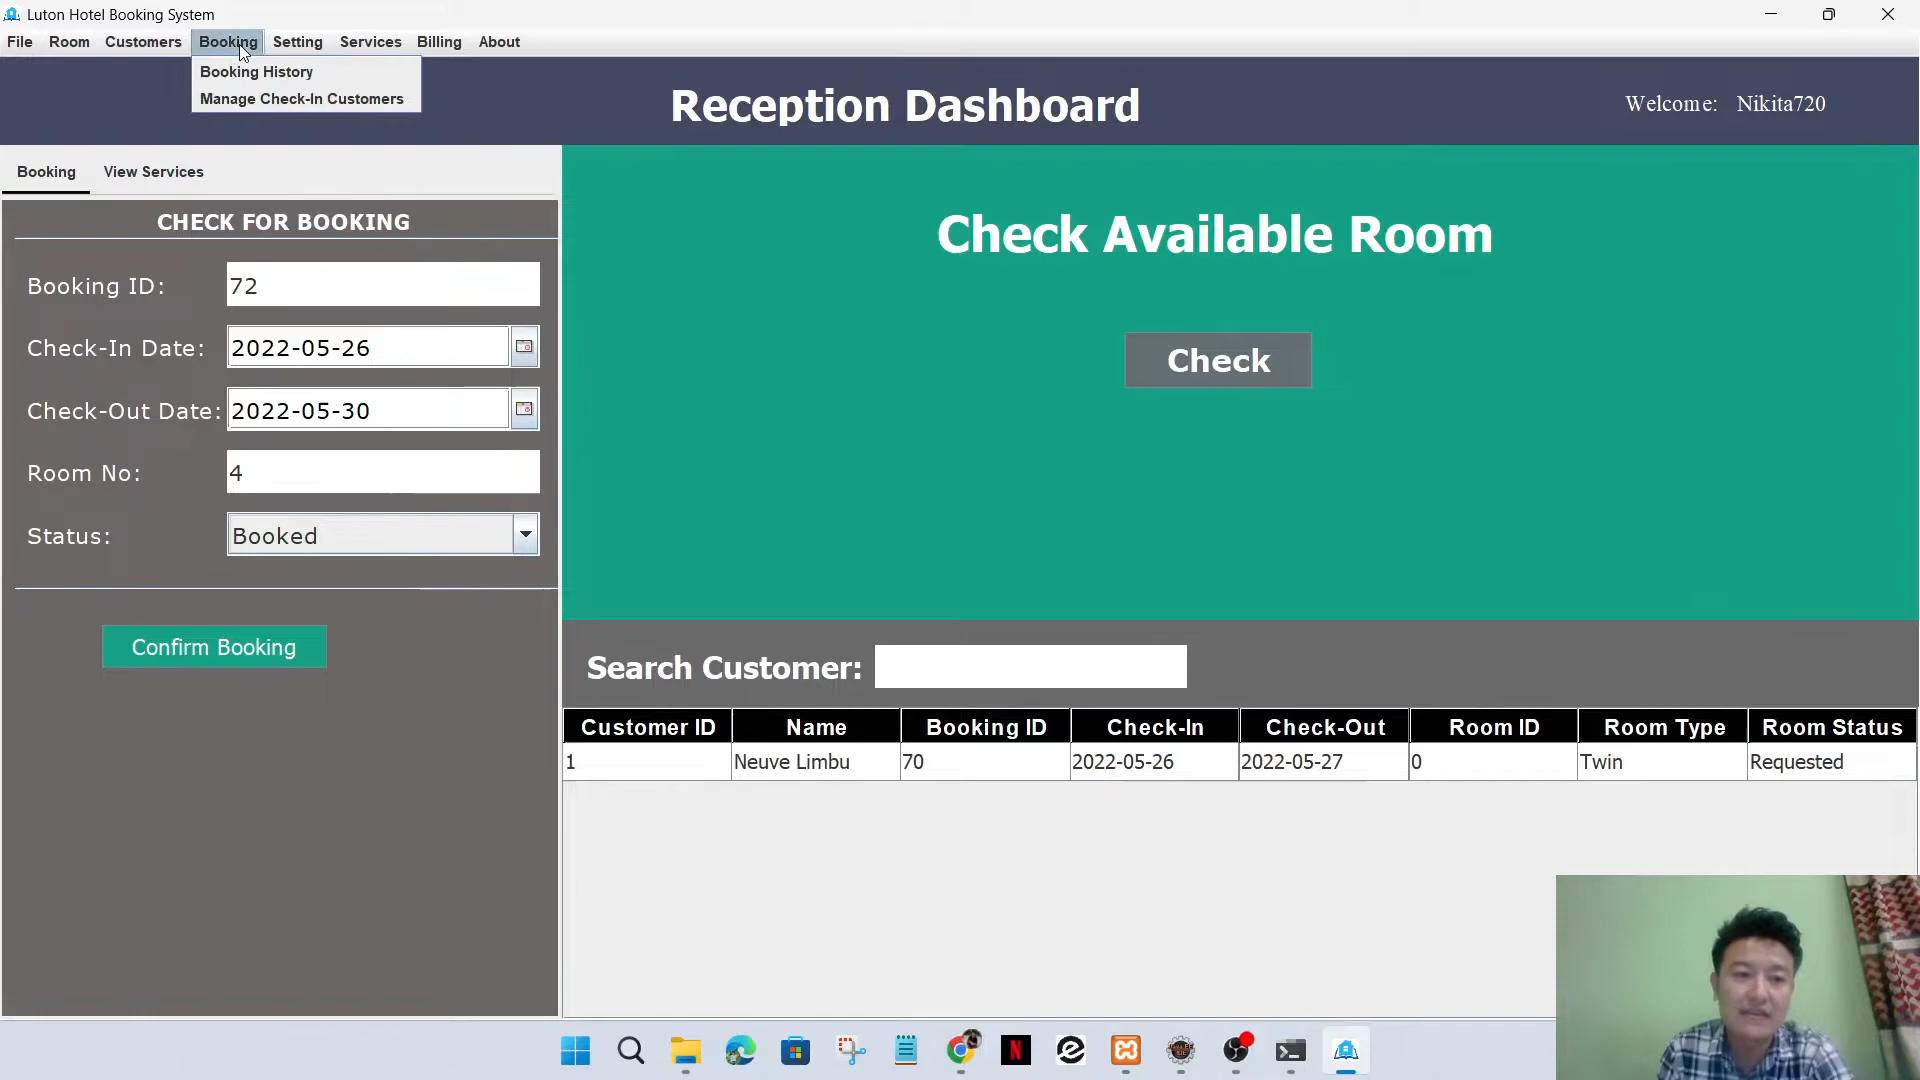 Luton Hotel Booking System
File Room Customers Booking Setting Services Billing About
Booking History
Manage Check-In Customers
Reception Dashboard
Welcome: Nikita720
Booking View Services
CHECK FOR BOOKING
Booking ID: 72
Check-In Date: 2022-05-26
Check-Out Date: 2022-05-30
Room No: 4
Status: Booked
Confirm Booking
Check Available Room
Check
Search Customer:
Customer ID Name Booking ID Check-In Check-Out Room ID Room Type Room Status
1 Neuve Limbu 70 2022-05-26 2022-05-27 0 Twin Requested